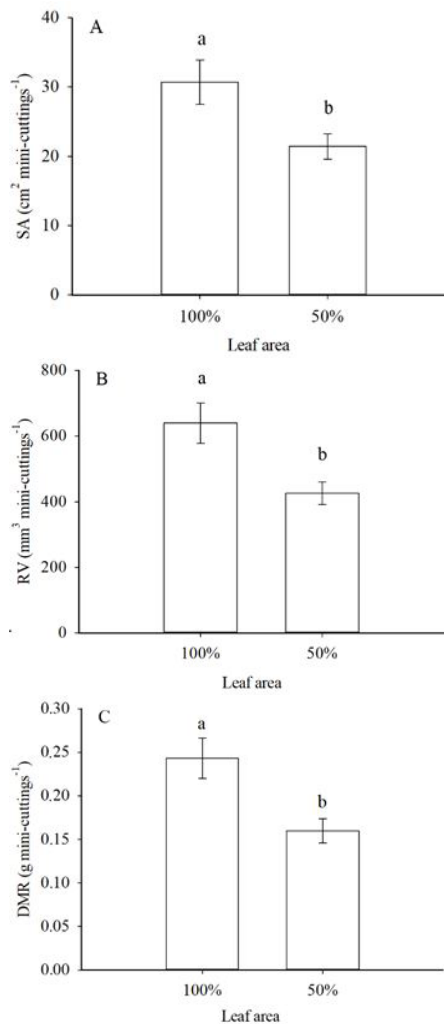 A
40
a
30
b
20
10
0
SA (cm² mini-cuttings⁻¹)
100% 50%
Leaf area
B
800
a
600
b
400
200
0
RV (mm³ mini-cuttings⁻¹)
100% 50%
Leaf area
C
0.30
a
0.25
0.20
b
0.15
0.10
0.05
0.00
DMR (g mini-cuttings⁻¹)
100% 50%
Leaf area